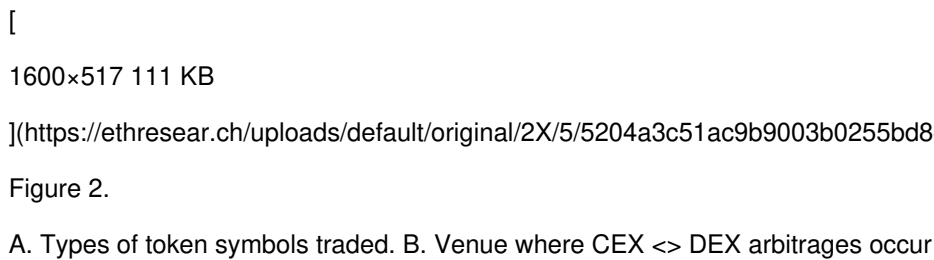 [
1600×517 111 KB
](https://ethresear.ch/uploads/default/original/2X/5/5204a3c51ac9b9003b0255bd8
Figure 2.
A. Types of token symbols traded. B. Venue where CEX <> DEX arbitrages occur